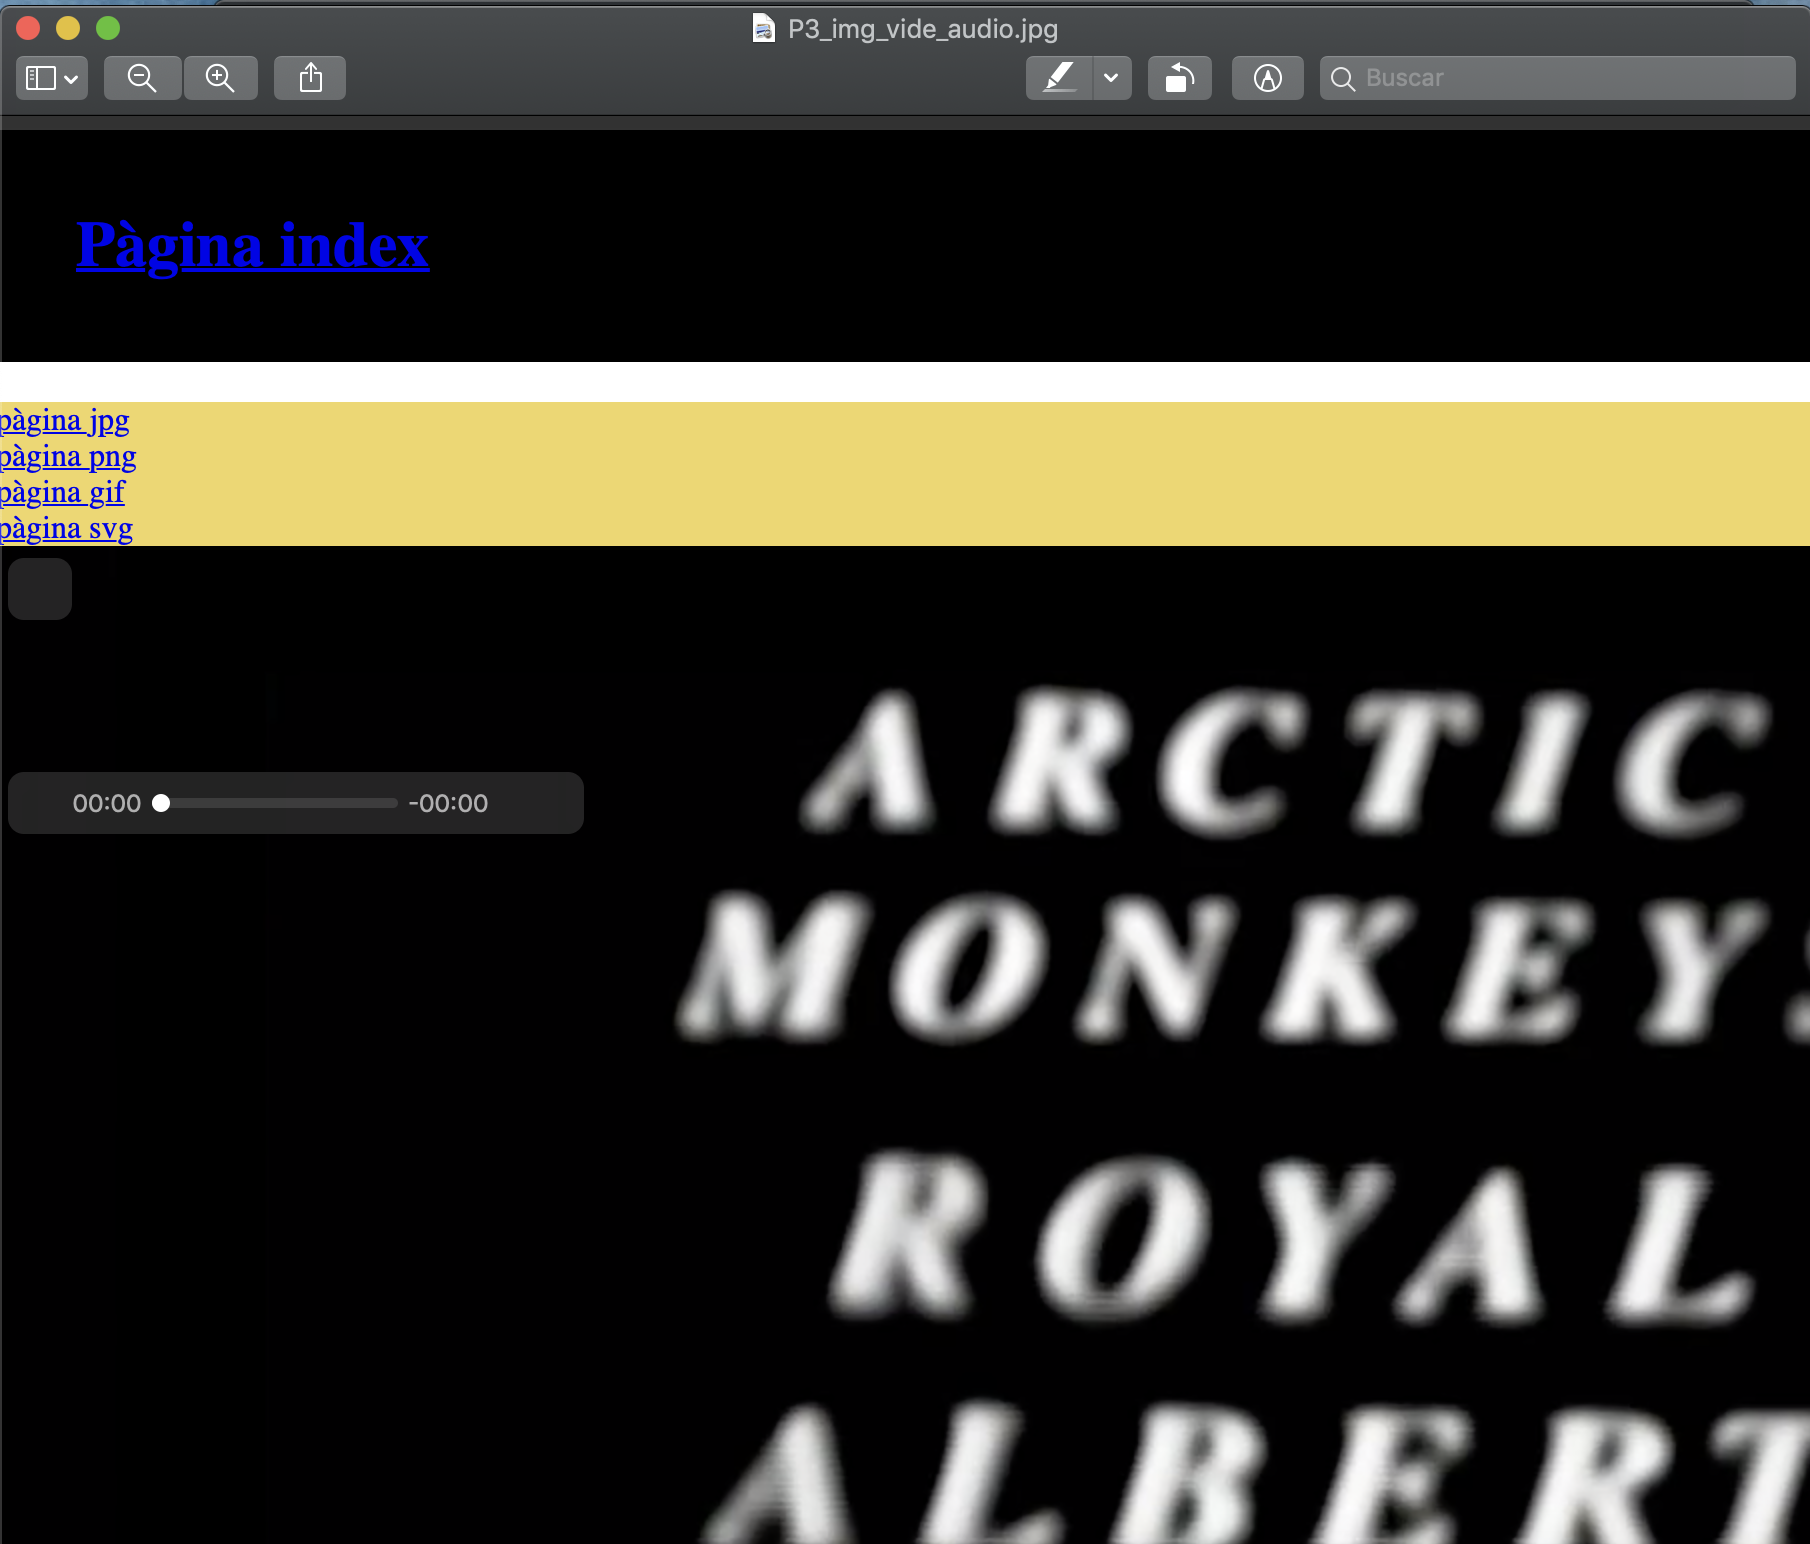 P3_img_vide_audio.jpg
Buscar
Pàgina index
pàgina jpg
pàgina png
pàgina gif
pàgina svg
ARCTIC
00:00 -00:00
MONKEYS
ROYAL
ALBERT